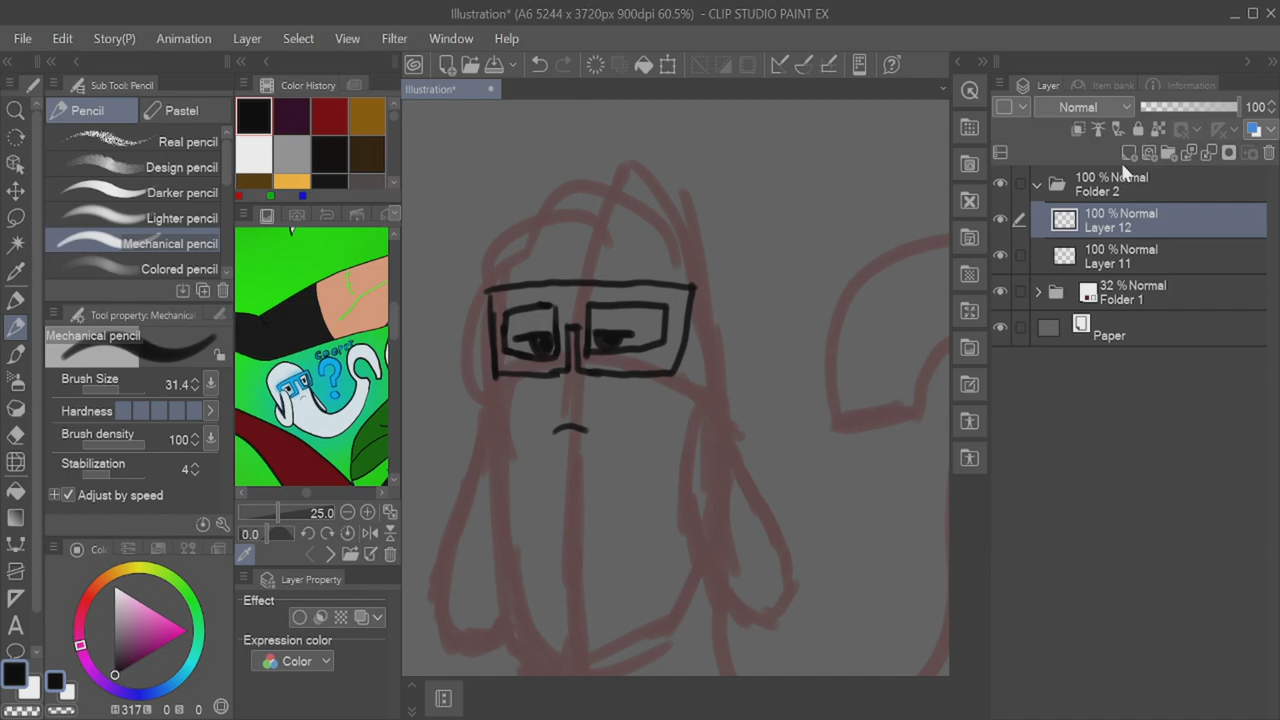 Illustration* (A6 5244 x 3720px 900dpi 60.5%) - CLIP STUDIO PAINT EX
File Edit Story(P) Animation Layer Select View Filter Window Help
Sub Tool: Pencil
Color History
Layer
Item bank
Information
Illustration*
Pencil
Pastel
Normal
100
Real pencil
Design pencil
Darker pencil
Lighter pencil
Mechanical pencil
Colored pencil
100 % Normal
Folder 2
100 % Normal
Layer 12
100 % Normal
Layer 11
32 % Normal
Folder 1
Paper
Tool property: Mechanical
Mechanical pencil
Brush Size
31.4
Hardness
Brush density
100
Stabilization
4
Adjust by speed
25.0
0.0
Col
Layer Property
Effect
Expression color
Color
H 317 L 0 S 0
A